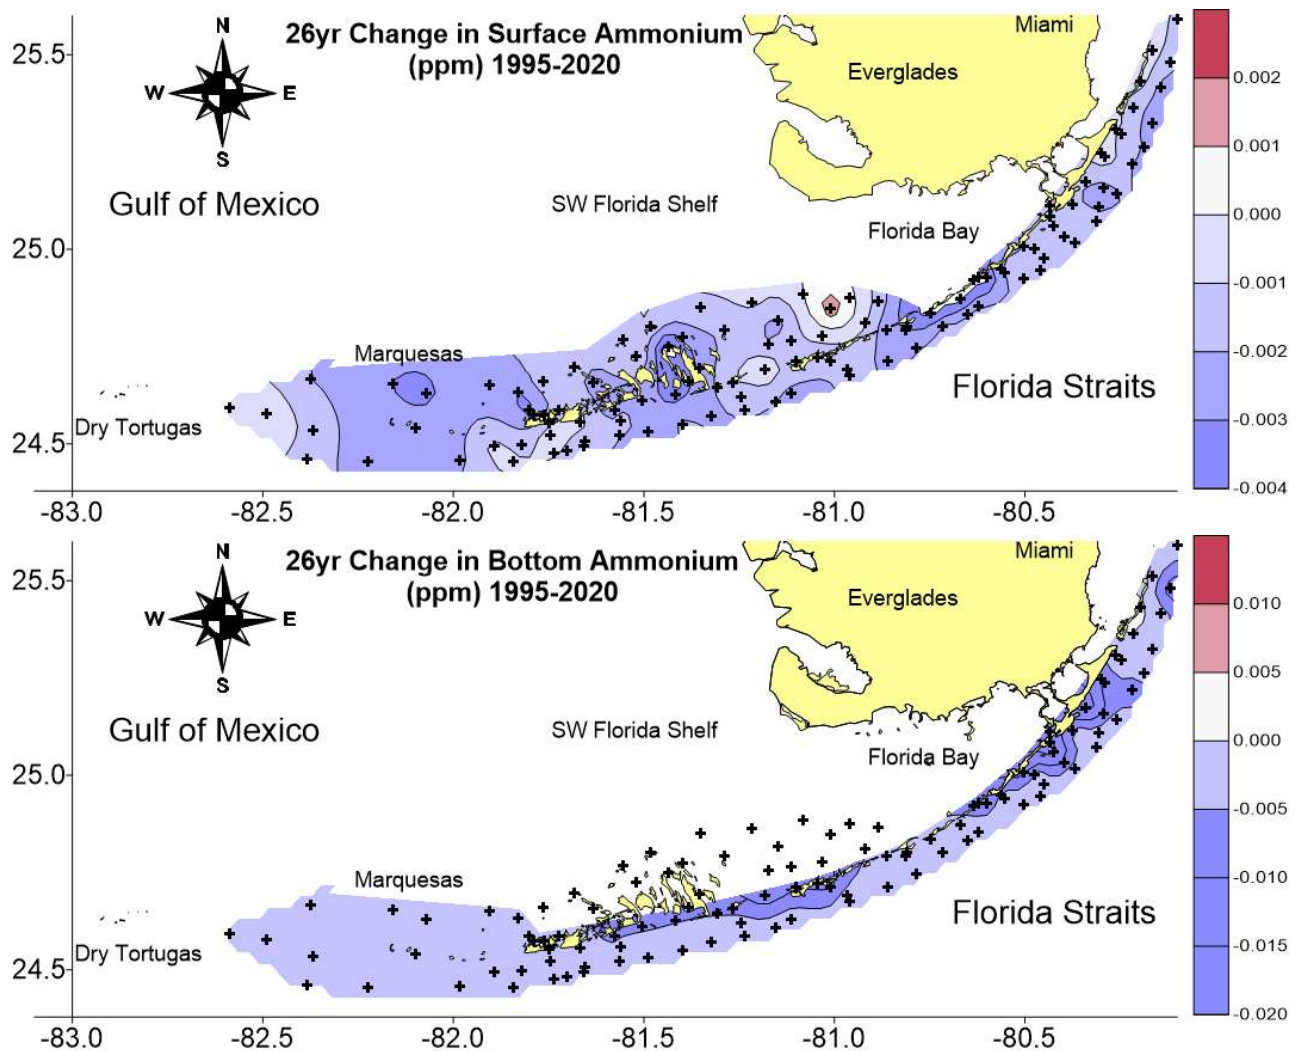 26yr Change in Surface Ammonium
(ppm) 1995-2020
N
W E
S
Miami
Everglades
Gulf of Mexico
SW Florida Shelf
Florida Bay
Marquesas
Dry Tortugas
Florida Straits
25.5
25.0
24.5
-83.0 -82.5 -82.0 -81.5 -81.0 -80.5
0.002
0.001
0.000
-0.001
-0.002
-0.003
-0.004
26yr Change in Bottom Ammonium
(ppm) 1995-2020
N
W E
S
Miami
Everglades
Gulf of Mexico
SW Florida Shelf
Florida Bay
Marquesas
Dry Tortugas
Florida Straits
25.5
25.0
24.5
-83.0 -82.5 -82.0 -81.5 -81.0 -80.5
0.010
0.005
0.000
-0.005
-0.010
-0.015
-0.020